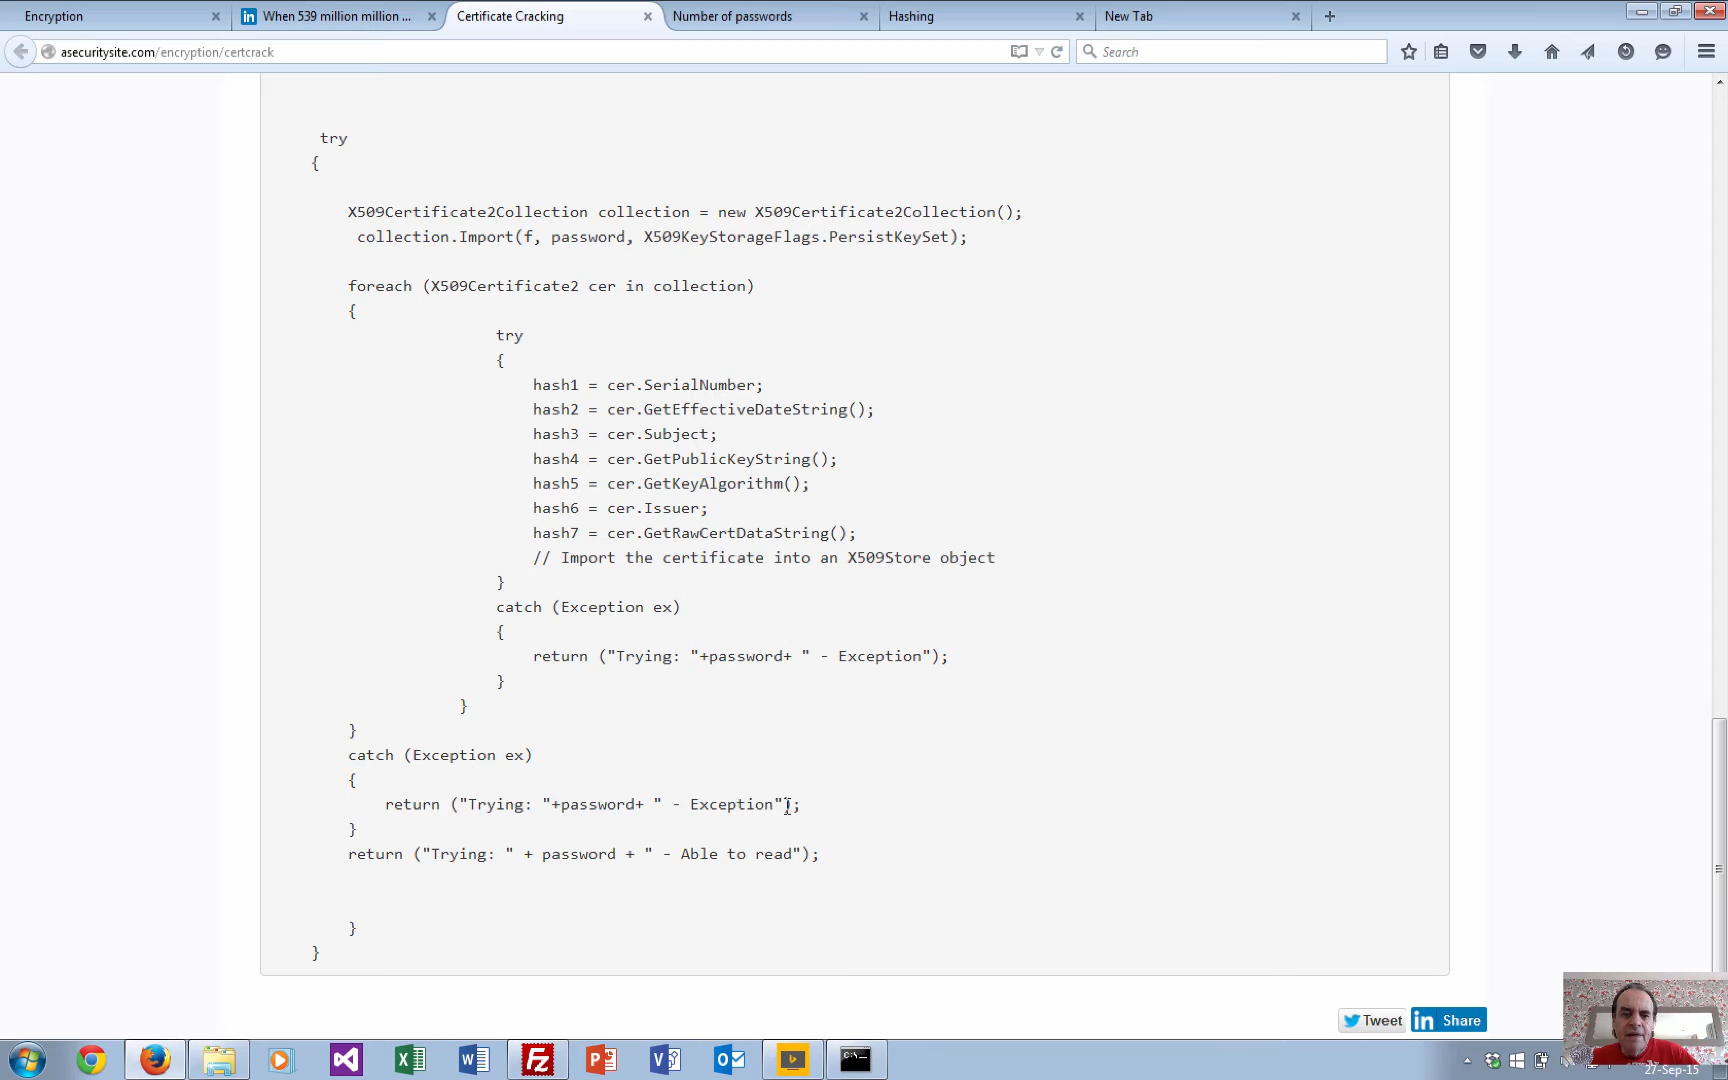 Encryption
When 539 million million ...
Certificate Cracking
Number of passwords
Hashing
New Tab
asecuritysite.com/encryption/certcrack
Search
try
{
X509Certificate2Collection collection = new X509Certificate2Collection();
collection.Import(f, password, X509KeyStorageFlags.PersistKeySet);
foreach (X509Certificate2 cer in collection)
{
try
{
hash1 = cer.SerialNumber;
hash2 = cer.GetEffectiveDateString();
hash3 = cer.Subject;
hash4 = cer.GetPublicKeyString();
hash5 = cer.GetKeyAlgorithm();
hash6 = cer.Issuer;
hash7 = cer.GetRawCertDataString();
// Import the certificate into an X509Store object
}
catch (Exception ex)
{
return ("Trying: "+password+ " - Exception");
}
}
}
catch (Exception ex)
{
return ("Trying: "+password+ " - Exception");
}
return ("Trying: " + password + " - Able to read");
}
}
Tweet
in Share
27-Sep-15